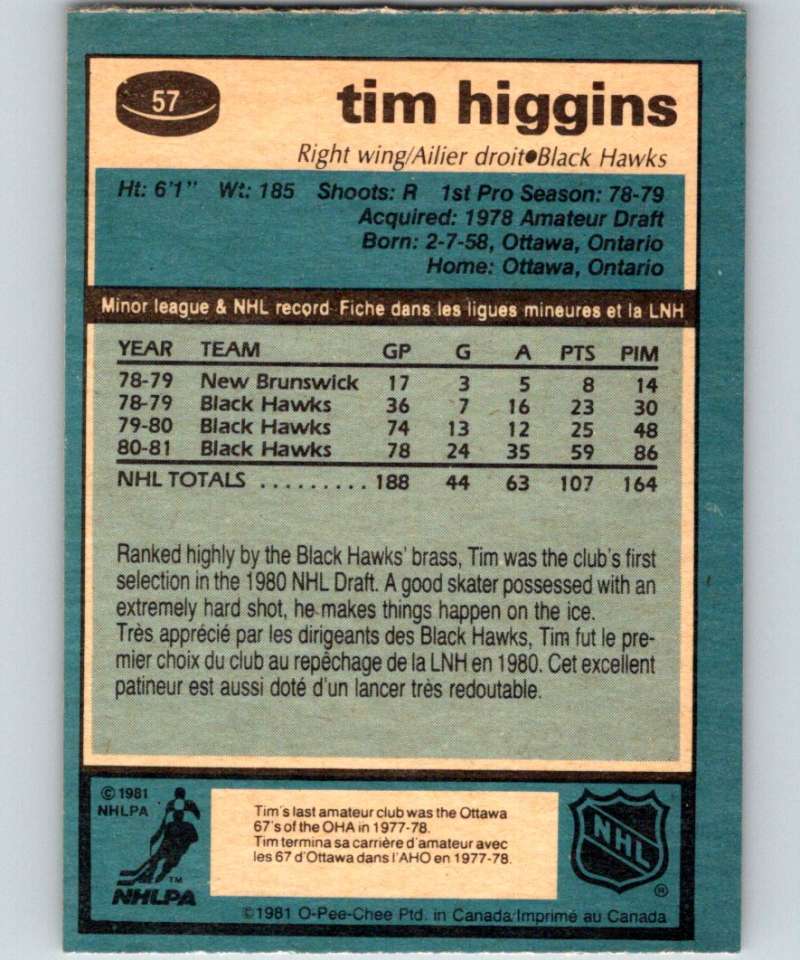 57
tim higgins
Right wing/Ailier droit●Black Hawks
Ht: 6'1" Wt: 185 Shoots: R 1st Pro Season: 78-79
Acquired: 1978 Amateur Draft
Born: 2-7-58, Ottawa, Ontario
Home: Ottawa, Ontario
Minor league & NHL record-Fiche dans les ligues mineures et la LNH
YEAR TEAM GP G A PTS PIM
78-79 New Brunswick 17 3 5 8 14
78-79 Black Hawks 36 7 16 23 30
79-80 Black Hawks 74 13 12 25 48
80-81 Black Hawks 78 24 35 59 86
NHL TOTALS ......... 188 44 63 107 164
Ranked highly by the Black Hawks' brass, Tim was the club's first
selection in the 1980 NHL Draft. A good skater possessed with an
extremely hard shot, he makes things happen on the ice.
Très apprécié par les dirigeants des Black Hawks, Tim fut le pre-
mier choix du club au repêchage de la LNH en 1980. Cet excellent
patineur est aussi doté d'un lancer très redoutable.
©1981
NHLPA
TM
NHLPA
Tim's last amateur club was the Ottawa
67's of the OHA in 1977-78.
Tim termina sa carrière d'amateur avec
les 67 d'Ottawa dans l'AHO en 1977-78.
NHL
®
©1981 O-Pee-Chee Ptd. in Canada/Imprimé au Canada